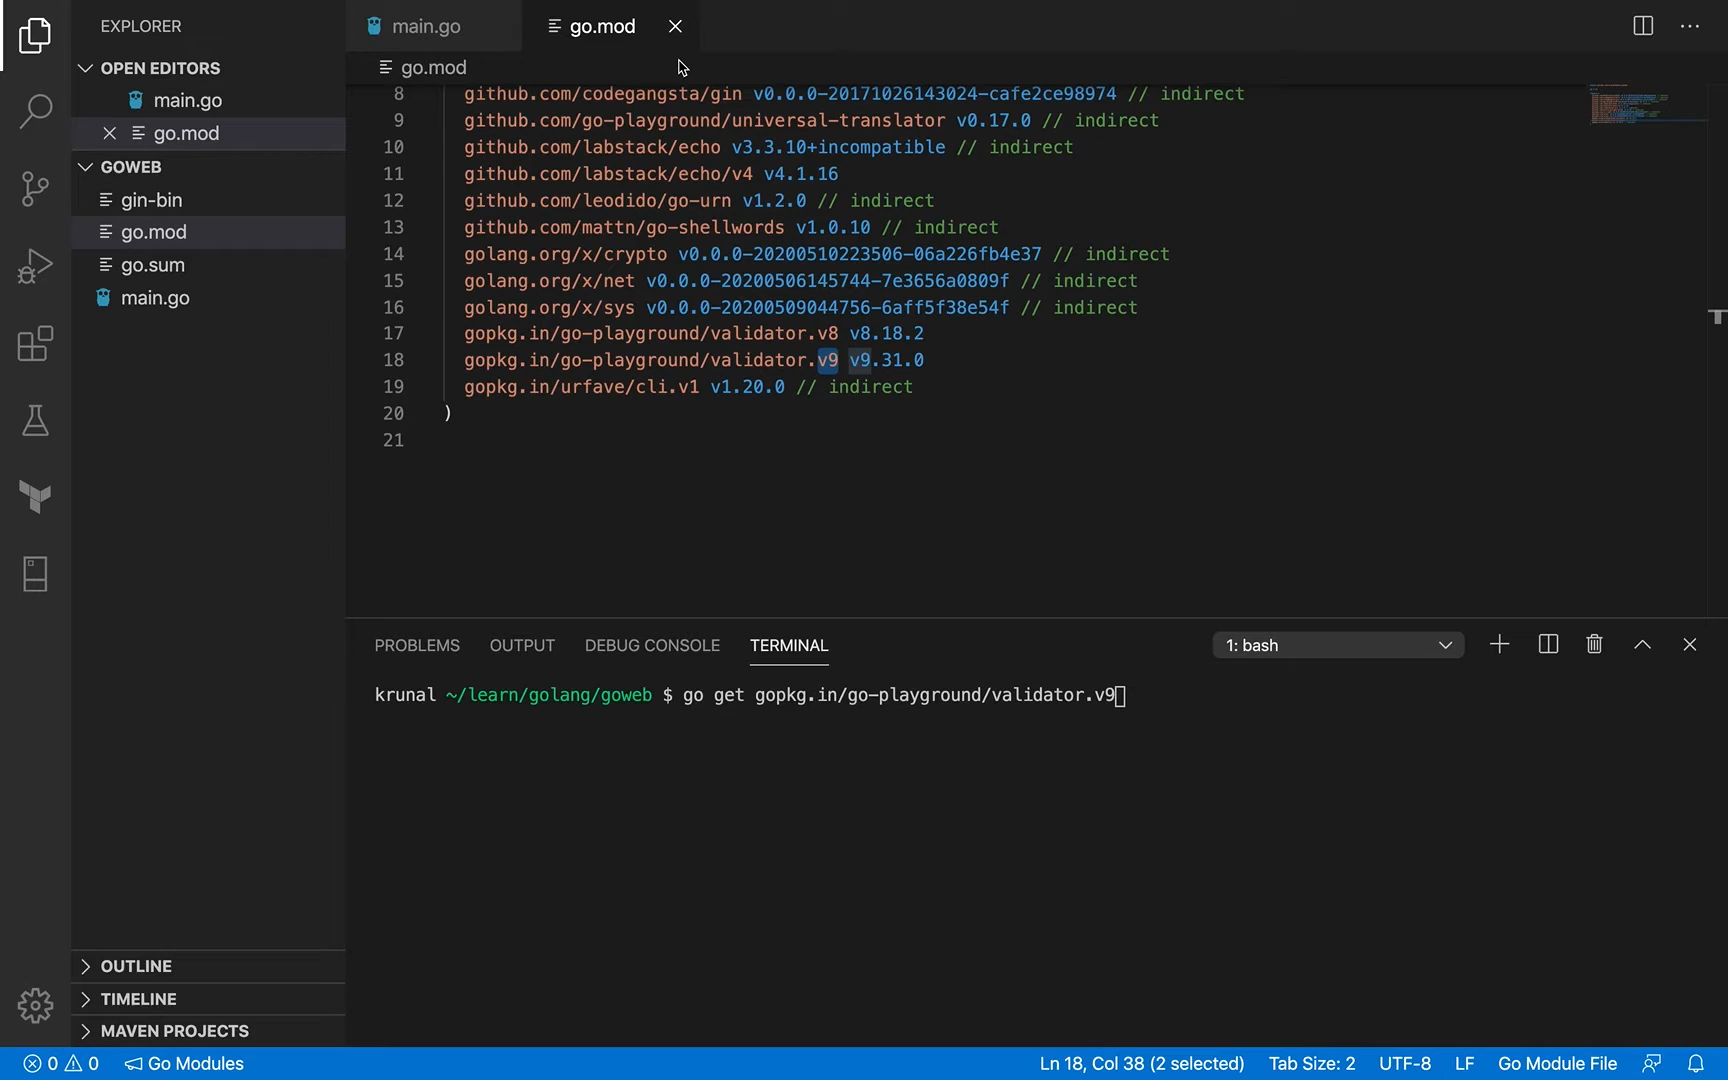 EXPLORER
OPEN EDITORS
main.go
go.mod
GOWEB
gin-bin
go.mod
go.sum
main.go
OUTLINE
TIMELINE
MAVEN PROJECTS
main.go
go.mod
go.mod
8 github.com/codegangsta/gin v0.0.0-20171026143024-cafe2ce98974 // indirect
9 github.com/go-playground/universal-translator v0.17.0 // indirect
10 github.com/labstack/echo v3.3.10+incompatible // indirect
11 github.com/labstack/echo/v4 v4.1.16
12 github.com/leodido/go-urn v1.2.0 // indirect
13 github.com/mattn/go-shellwords v1.0.10 // indirect
14 golang.org/x/crypto v0.0.0-20200510223506-06a226fb4e37 // indirect
15 golang.org/x/net v0.0.0-20200506145744-7e3656a0809f // indirect
16 golang.org/x/sys v0.0.0-20200509044756-6aff5f38e54f // indirect
17 gopkg.in/go-playground/validator.v8 v8.18.2
18 gopkg.in/go-playground/validator.v9 v9.31.0
19 gopkg.in/urfave/cli.v1 v1.20.0 // indirect
20 )
21
PROBLEMS OUTPUT DEBUG CONSOLE TERMINAL 1: bash
krunal ~/learn/golang/goweb $ go get gopkg.in/go-playground/validator.v9
0 0 Go Modules Ln 18, Col 38 (2 selected) Tab Size: 2 UTF-8 LF Go Module File